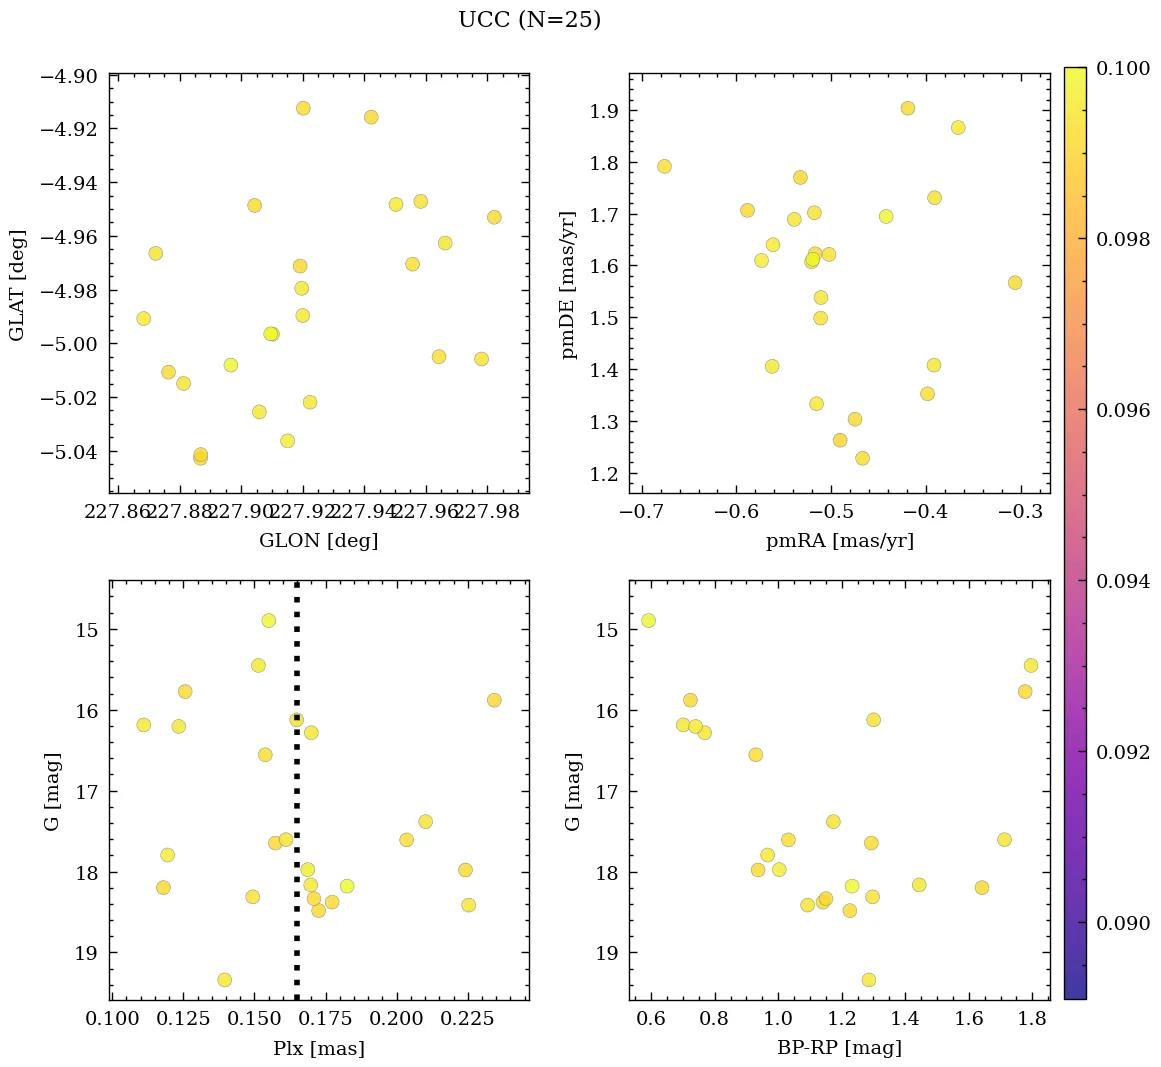 UCC (N=25)
−4.90
−4.92
−4.94
−4.96
−4.98
−5.00
−5.02
−5.04
GLAT [deg]
227.86 227.88 227.90 227.92 227.94 227.96 227.98
GLON [deg]
1.9
1.8
1.7
1.6
1.5
1.4
1.3
1.2
pmDE [mas/yr]
−0.7 −0.6 −0.5 −0.4 −0.3
pmRA [mas/yr]
15
16
17
18
19
G [mag]
0.100 0.125 0.150 0.175 0.200 0.225
Plx [mas]
15
16
17
18
19
G [mag]
0.6 0.8 1.0 1.2 1.4 1.6 1.8
BP-RP [mag]
0.100
0.098
0.096
0.094
0.092
0.090